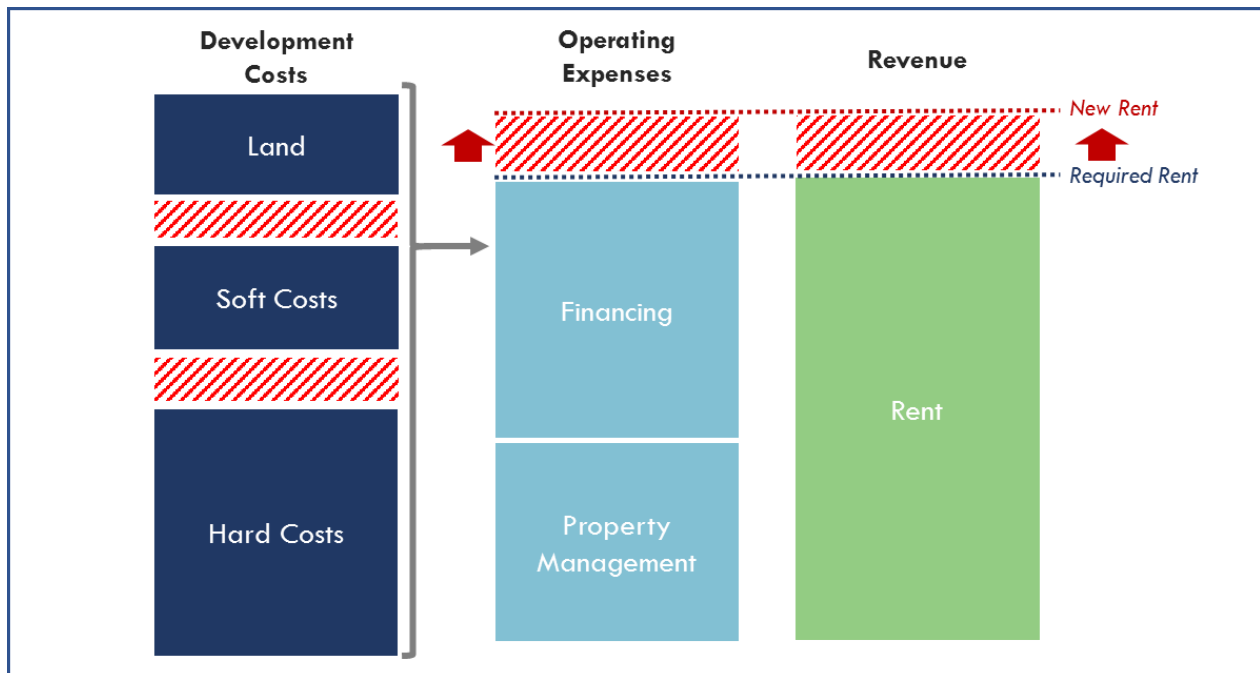 Development
Costs
Operating
Expenses
Revenue
New Rent
Land
Required Rent
Soft Costs
Financing
Rent
Hard Costs
Property
Management